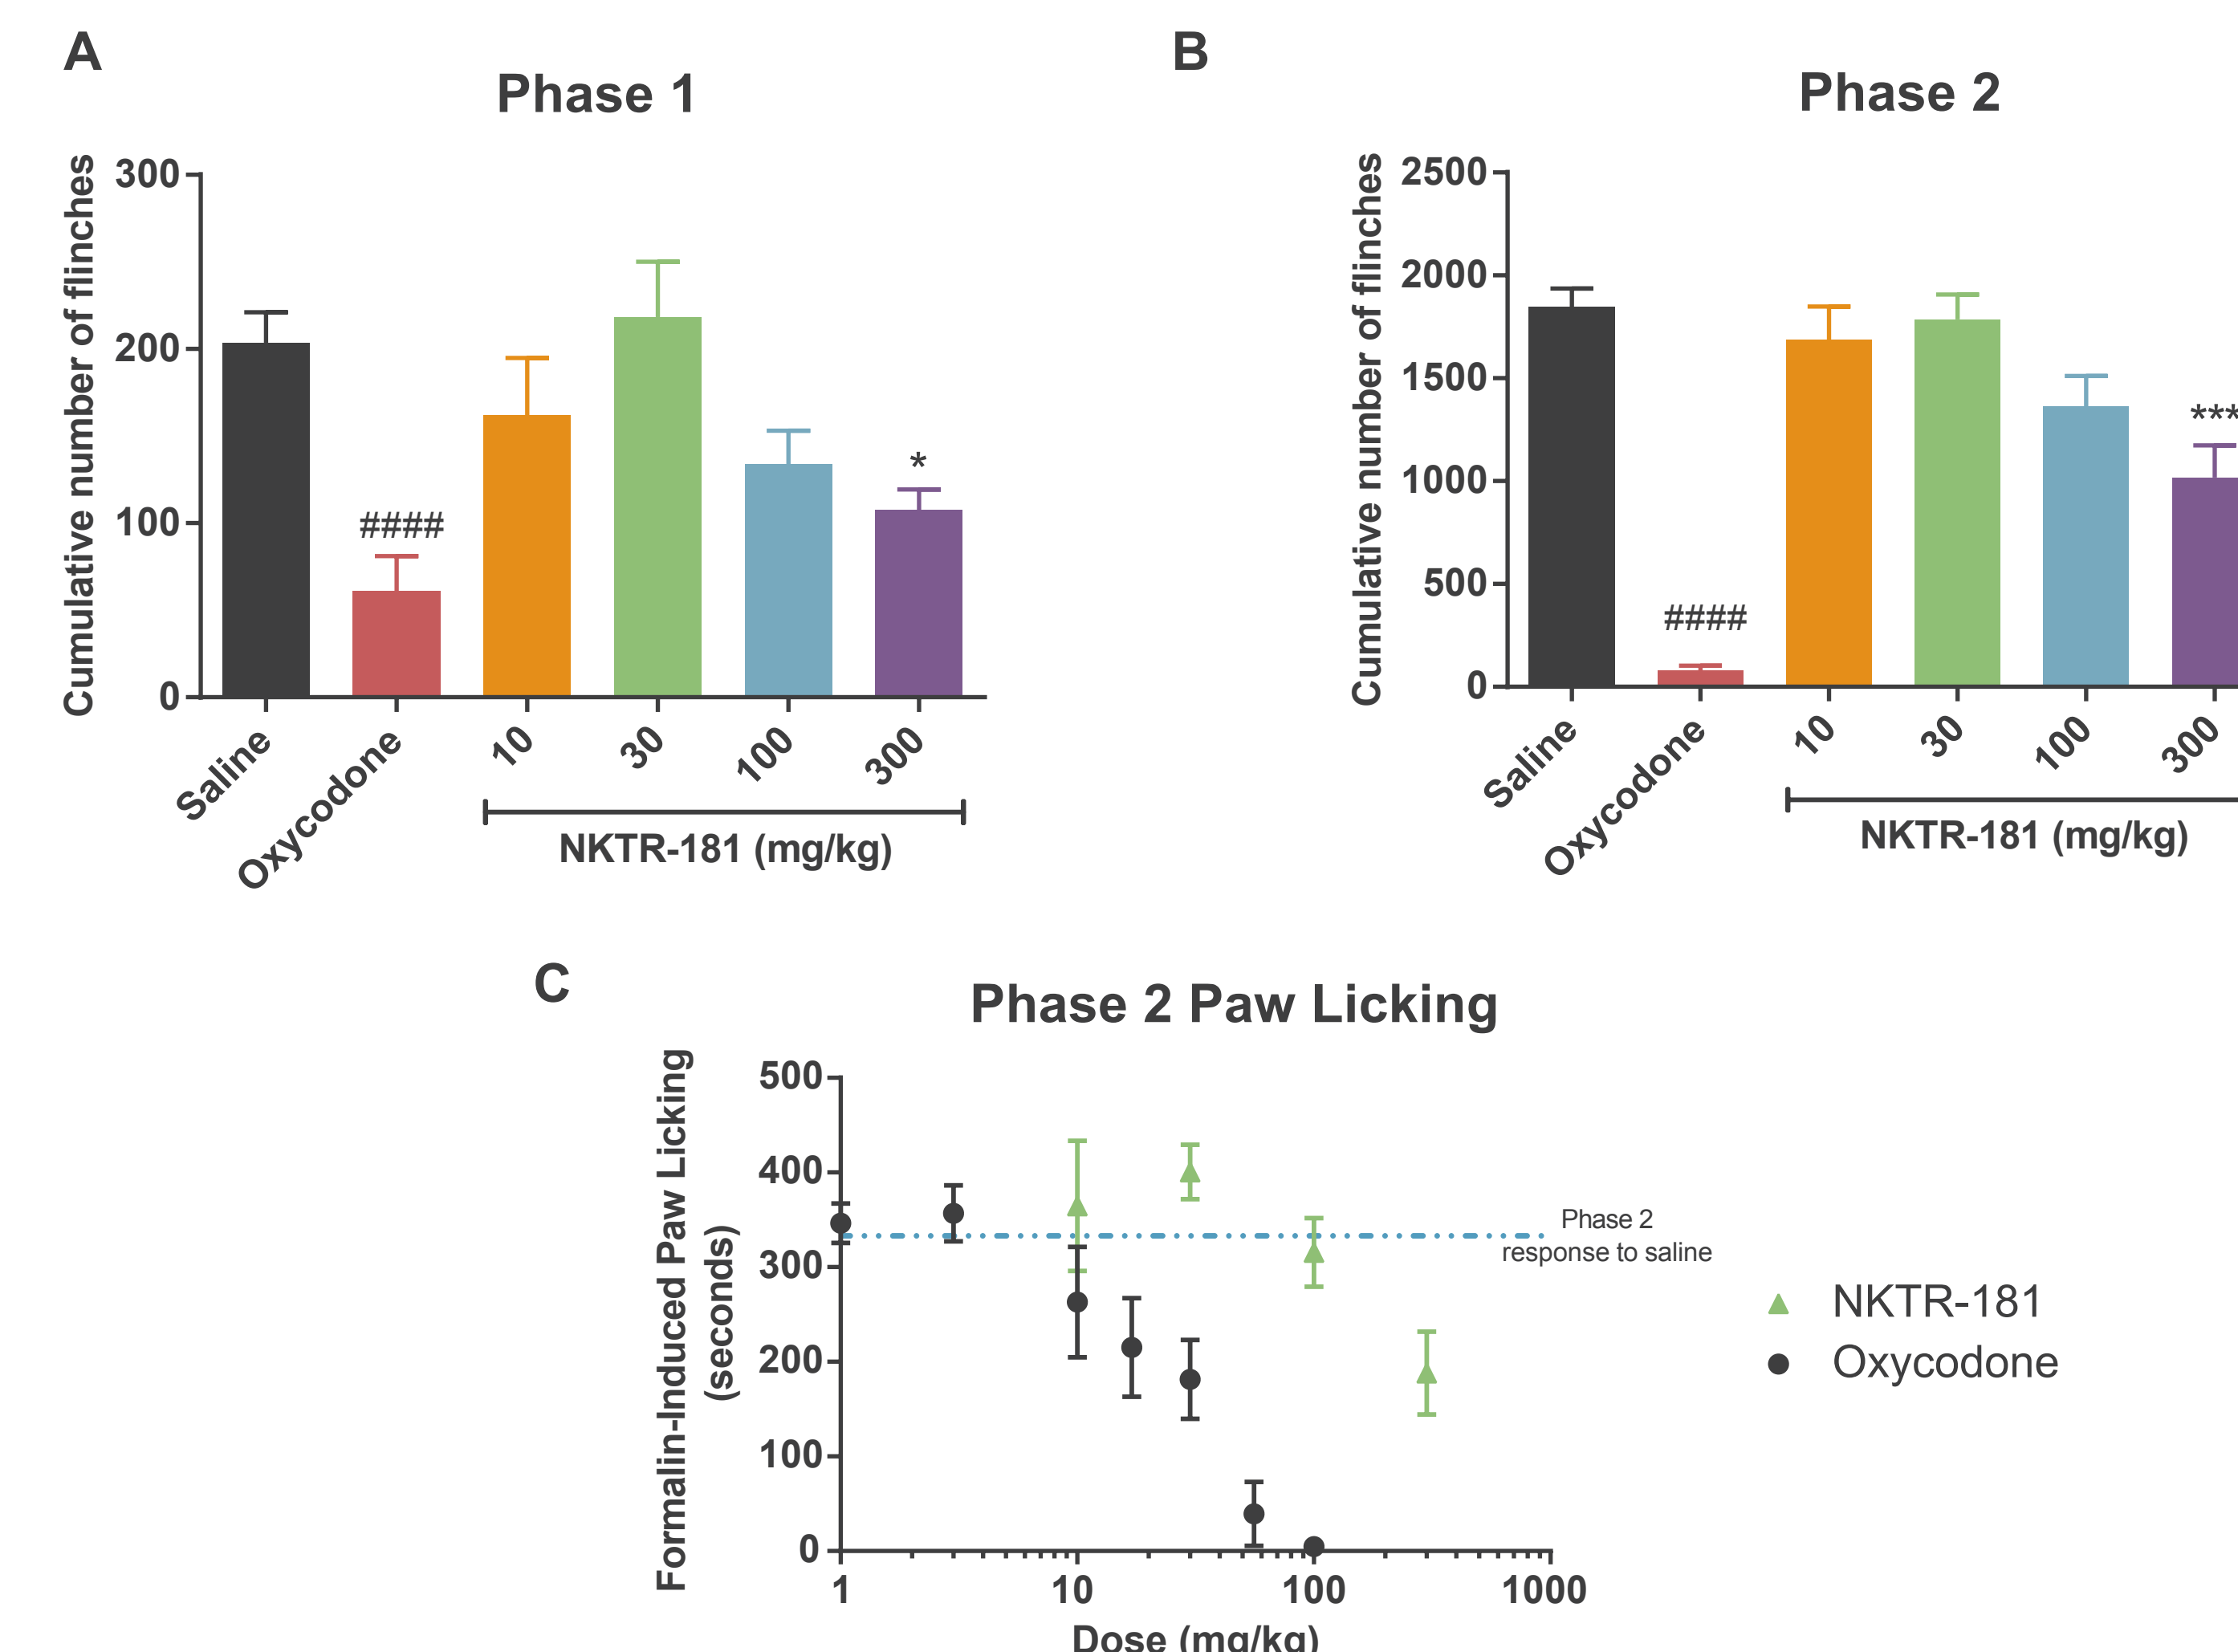 A
Phase 1
Cumulative number of flinches
300
200
100
0
####
*
Saline
Oxycodone
10
30
100
300
NKTR-181 (mg/kg)
B
Phase 2
Cumulative number of flinches
2500
2000
1500
1000
500
0
####
***
Saline
Oxycodone
10
30
100
300
NKTR-181 (mg/kg)
C
Phase 2 Paw Licking
Formalin-Induced Paw Licking
(seconds)
500
400
300
200
100
0
Phase 2
response to saline
1
10
100
1000
Dose (mg/kg)
NKTR-181
Oxycodone